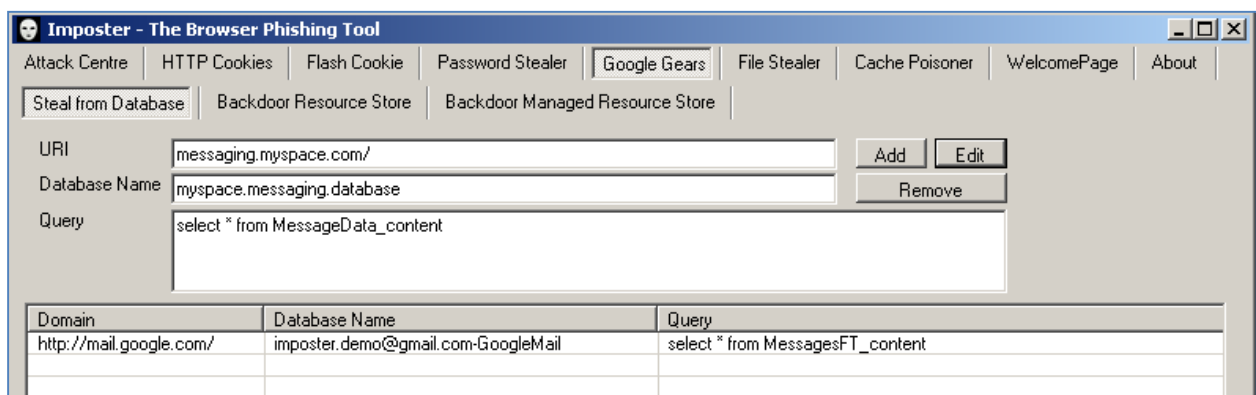 Imposter - The Browser Phishing Tool
Attack Centre HTTP Cookies Flash Cookie Password Stealer Google Gears File Stealer Cache Poisoner WelcomePage About
Steal from Database Backdoor Resource Store Backdoor Managed Resource Store
URI messaging.myspace.com/ Add Edit
Database Name myspace.messaging.database Remove
Query select * from MessageData_content
Domain Database Name Query
http://mail.google.com/ imposter.demo@gmail.com-GoogleMail select * from MessagesFT_content